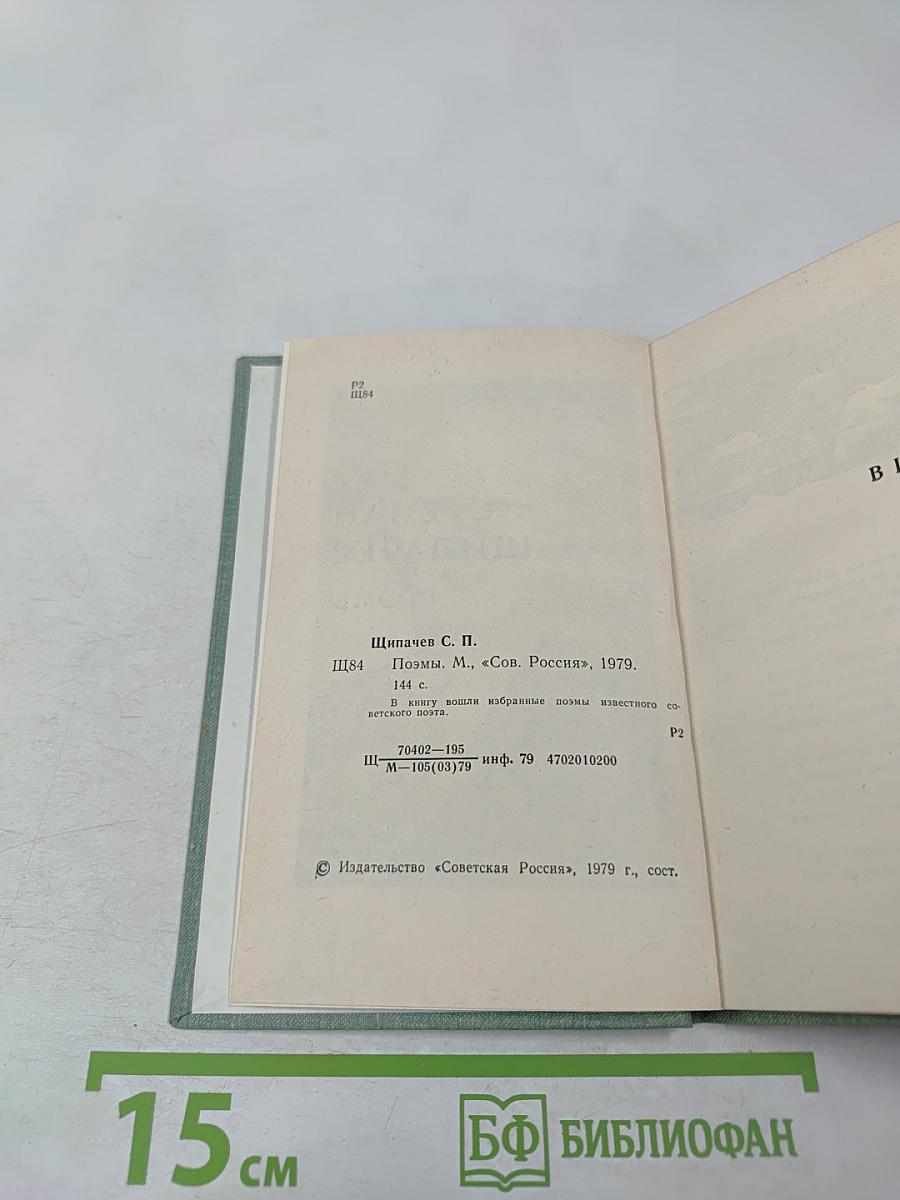 Р2
Щ84
Щипачев С. П.
Щ84 Поэмы. М., «Сов. Россия», 1979.
144 с.
В книгу вошли избранные поэмы известного со-
ветского поэта.
Р2
Щ 70402—195 / М—105(03)79 инф. 79 4702010200
© Издательство «Советская Россия», 1979 г., сост.
В
15 см
БФ БИБЛИОФАН